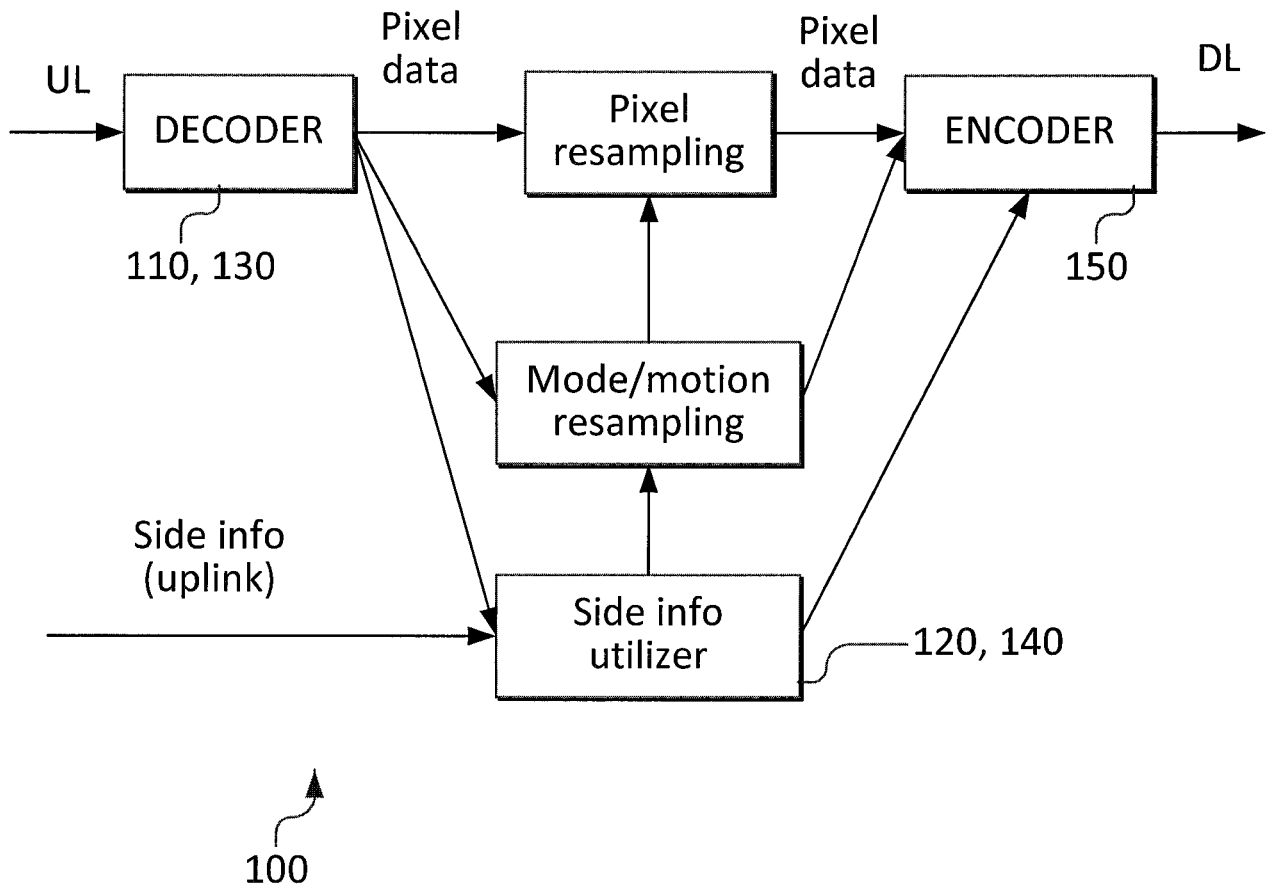 UL
Pixel
data
Pixel
data
DL
DECODER
Pixel
resampling
ENCODER
110, 130
150
Mode/motion
resampling
Side info
(uplink)
Side info
utilizer
120, 140
100